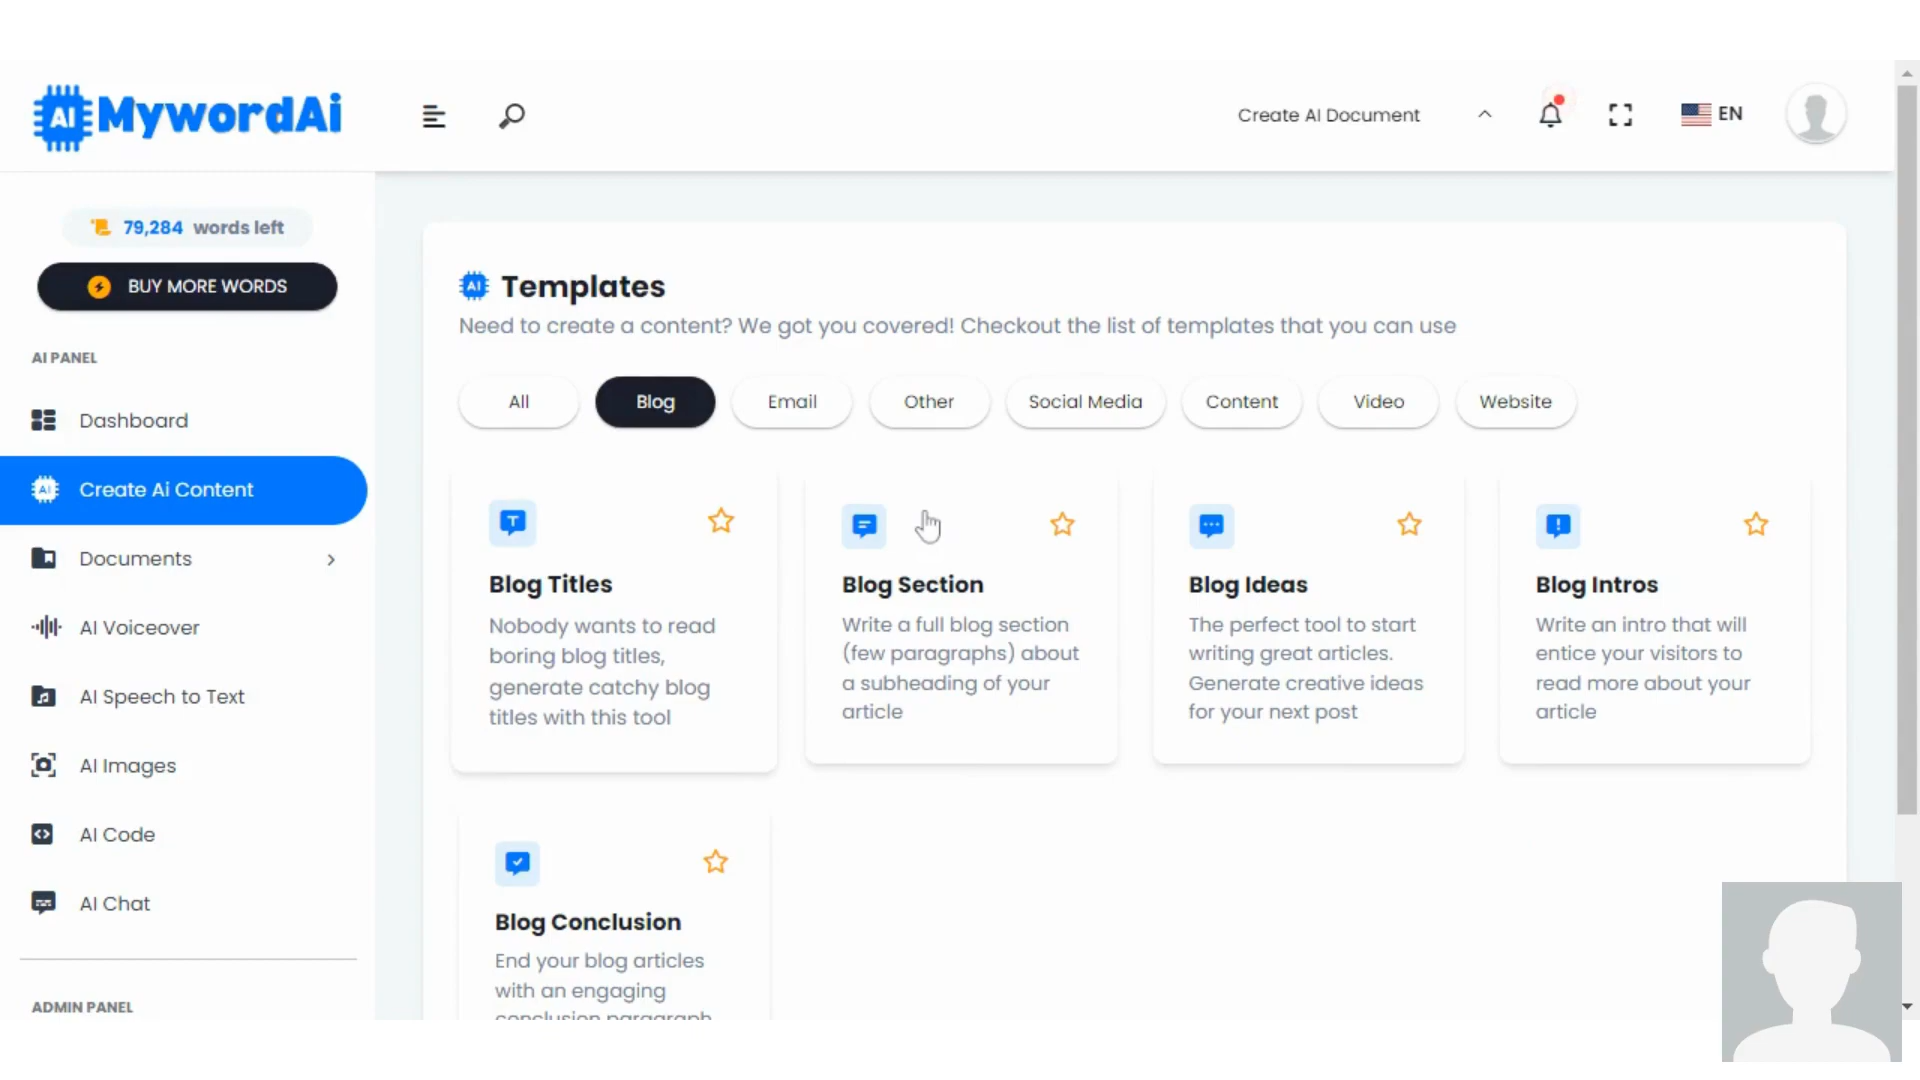 AI MywordAi
Create AI Document
EN
79,284 words left
BUY MORE WORDS
AI PANEL
Dashboard
AI Create Ai Content
Documents
AI Voiceover
AI Speech to Text
AI Images
AI Code
AI Chat
ADMIN PANEL
AI Templates
Need to create a content? We got you covered! Checkout the list of templates that you can use
All Blog Email Other Social Media Content Video Website
T
Blog Titles
Nobody wants to read
boring blog titles,
generate catchy blog
titles with this tool
Blog Section
Write a full blog section
(few paragraphs) about
a subheading of your
article
Blog Ideas
The perfect tool to start
writing great articles.
Generate creative ideas
for your next post
Blog Intros
Write an intro that will
entice your visitors to
read more about your
article
Blog Conclusion
End your blog articles
with an engaging
conclusion paragraph